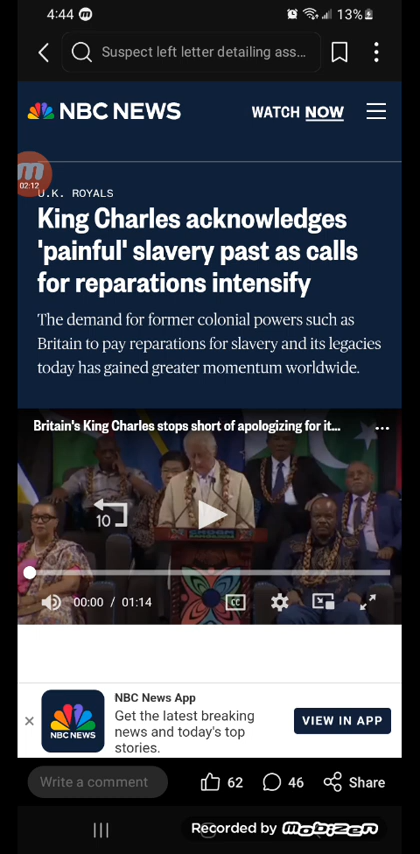 4:44 13%
Suspect left letter detailing ass...
NBC NEWS WATCH NOW
02:12
U.K. ROYALS
King Charles acknowledges
'painful' slavery past as calls
for reparations intensify
The demand for former colonial powers such as
Britain to pay reparations for slavery and its legacies
today has gained greater momentum worldwide.
Britain's King Charles stops short of apologizing for it...
10
00:00 / 01:14 CC
NBC News App
Get the latest breaking
news and today's top
stories.
NBC NEWS
VIEW IN APP
Write a comment 62 46 Share
Recorded by mobizen